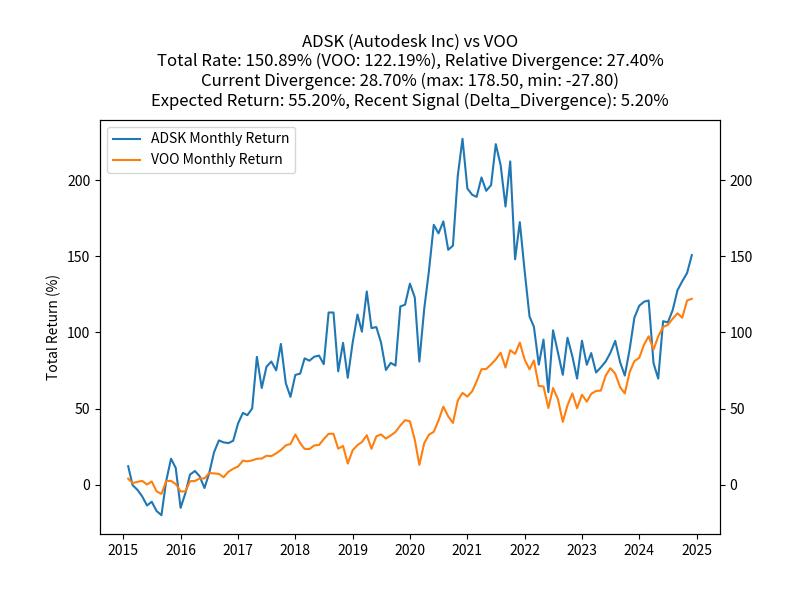 ADSK (Autodesk Inc) vs VOO
Total Rate: 150.89% (VOO: 122.19%), Relative Divergence: 27.40%
Current Divergence: 28.70% (max: 178.50, min: -27.80)
Expected Return: 55.20%, Recent Signal (Delta_Divergence): 5.20%
ADSK Monthly Return
VOO Monthly Return
200 200
150 150
100 100
50 50
0 0
Total Return (%)
2015 2016 2017 2018 2019 2020 2021 2022 2023 2024 2025